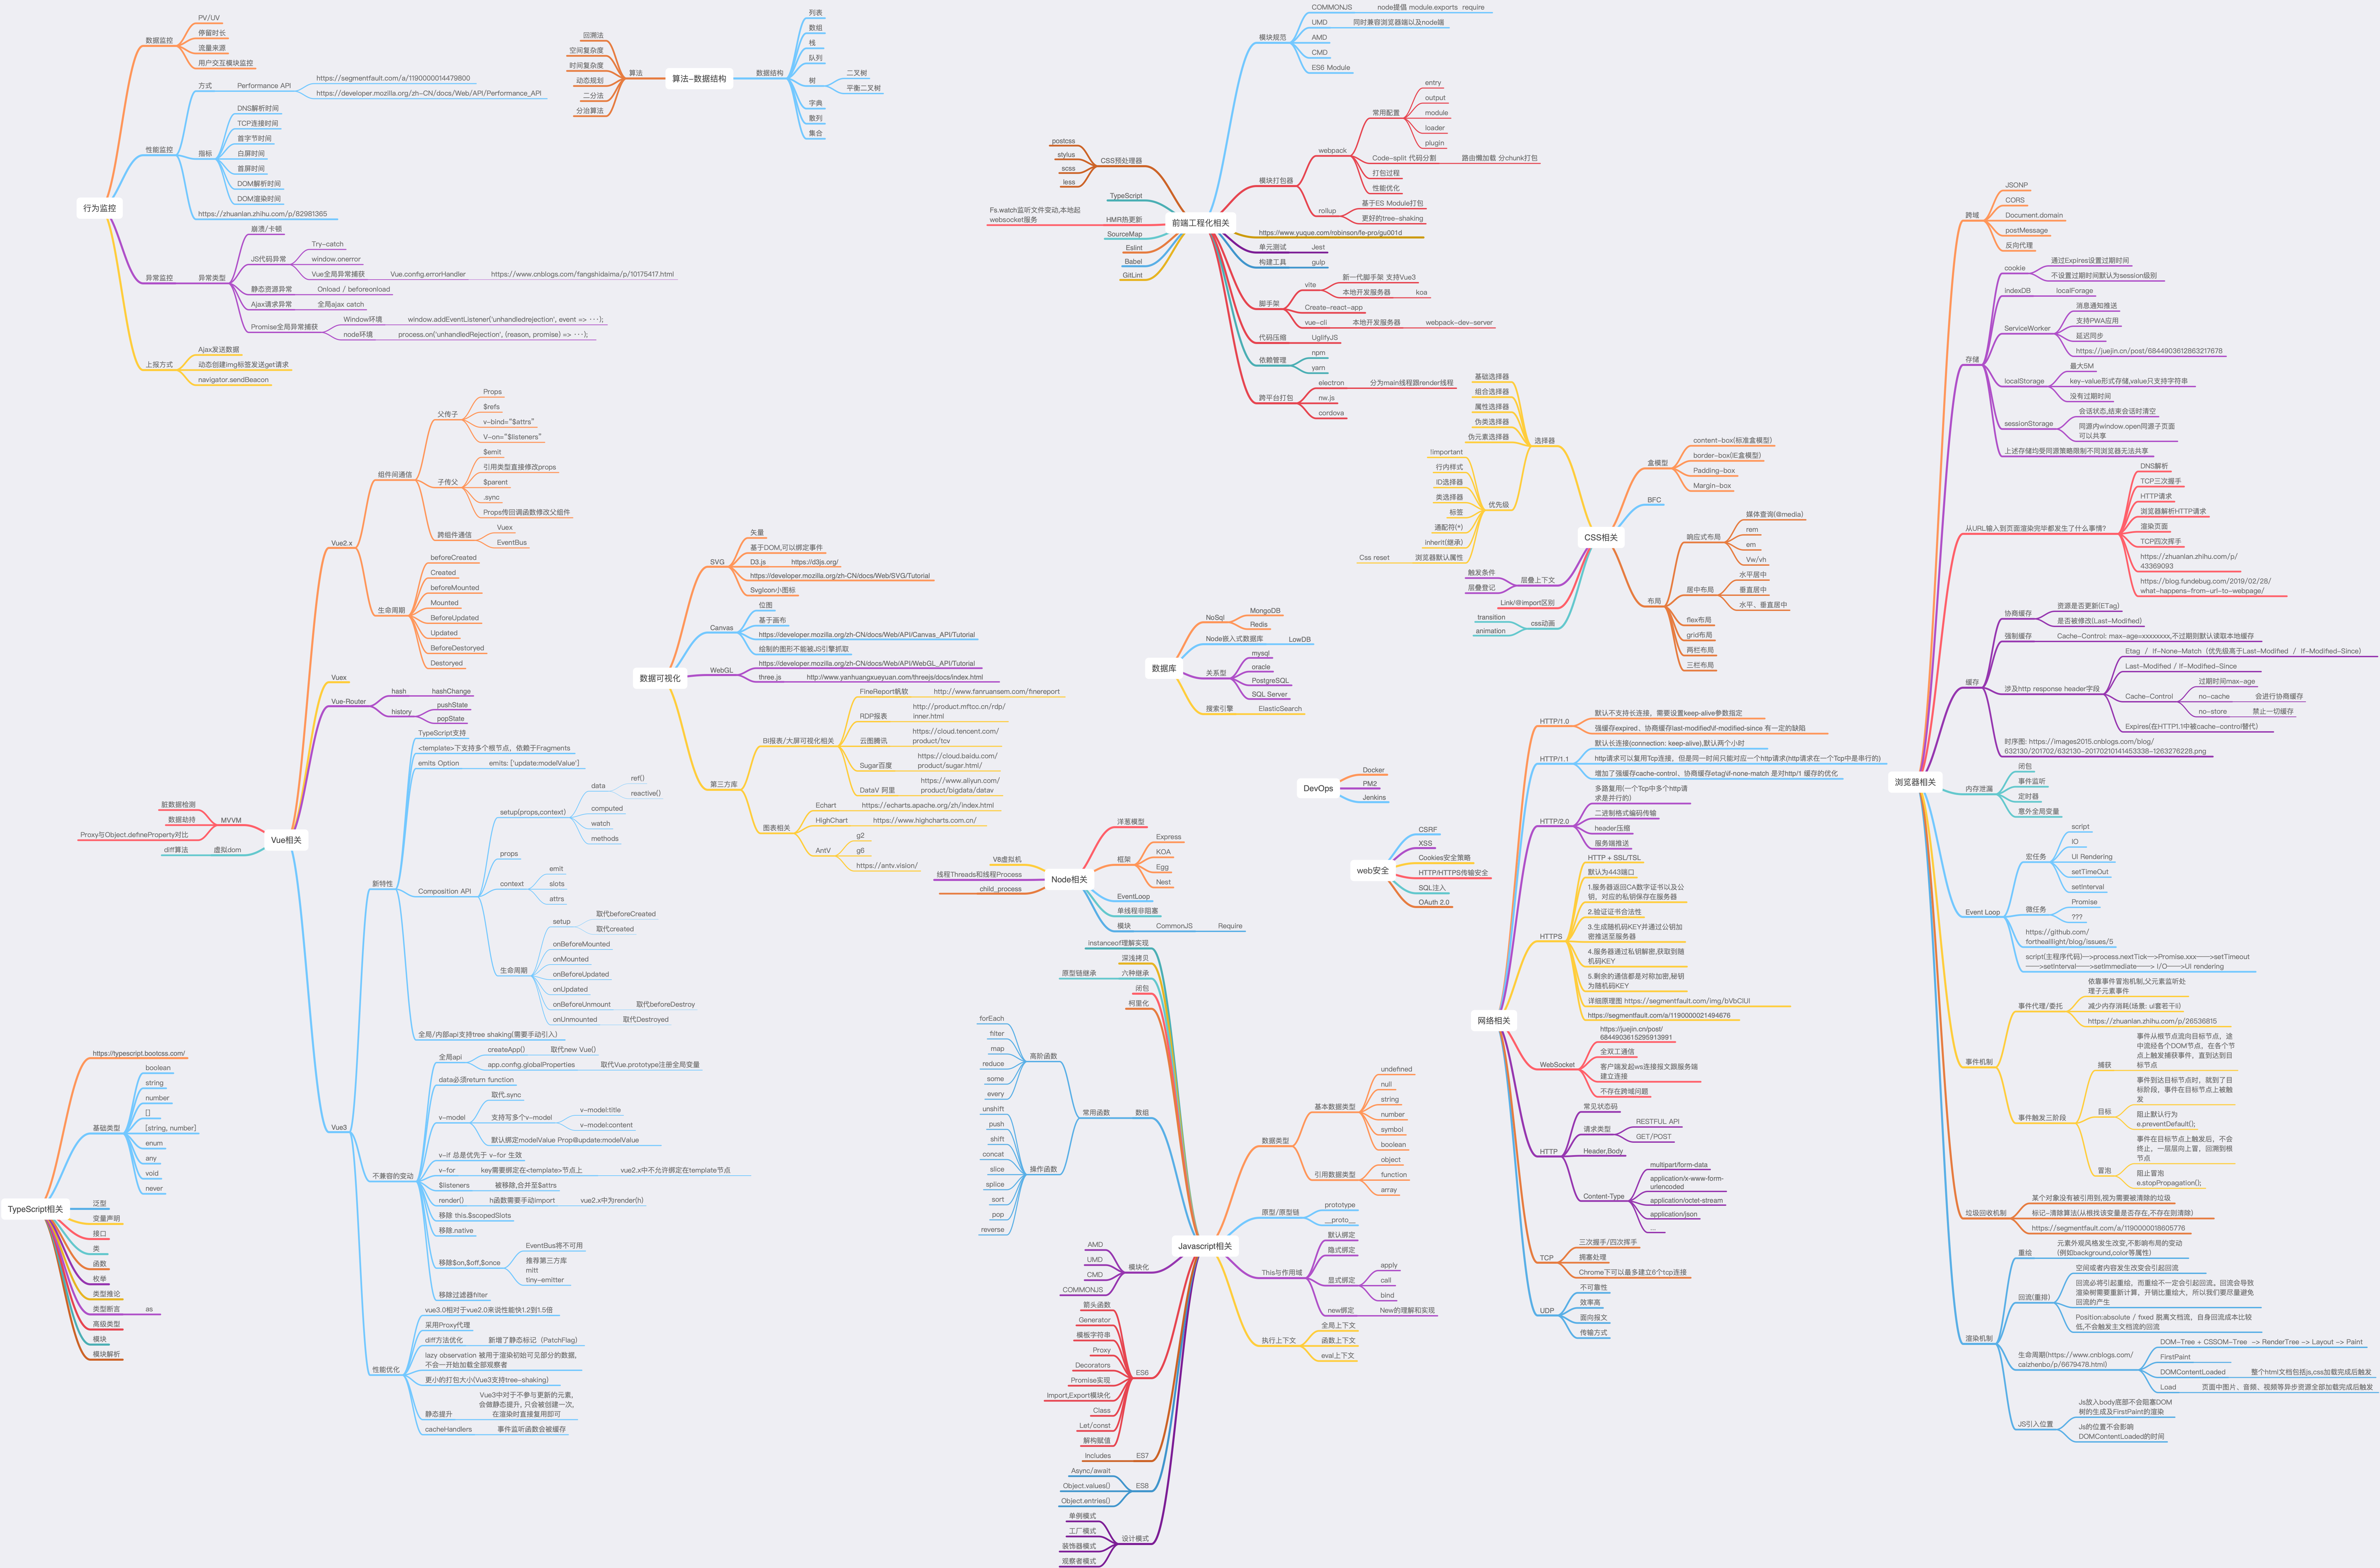 行为监控
数据监控
PV/UV
停留时长
流量来源
用户交互模块监控
性能监控
方式
Performance API
https://segmentfault.com/a/1190000014479800
https://developer.mozilla.org/zh-CN/docs/Web/API/Performance_API
指标
DNS解析时间
TCP连接时间
首字节时间
白屏时间
首屏时间
DOM解析时间
DOM渲染时间
https://zhuanlan.zhihu.com/p/82981365
异常监控
异常类型
崩溃/卡顿
JS代码异常
Try-catch
window.onerror
Vue全局异常捕获
Vue.config.errorHandler
https://www.cnblogs.com/fangshidaima/p/10175417.html
静态资源异常
Onload / beforeonload
Ajax请求异常
全局ajax catch
Promise全局异常捕获
Window环境
window.addEventListener('unhandledrejection', event => ···);
node环境
process.on('unhandledRejection', (reason, promise) => ···);
上报方式
Ajax发送数据
动态创建img标签发送get请求
navigator.sendBeacon
算法-数据结构
算法
回溯法
空间复杂度
时间复杂度
动态规划
二分法
分治算法
数据结构
列表
数组
栈
队列
树
二叉树
平衡二叉树
字典
散列
集合
前端工程化相关
CSS预处理器
postcss
stylus
scss
less
TypeScript
HMR热更新
Fs.watch监听文件变动,本地起
websocket服务
SourceMap
Eslint
Babel
GitLint
模块规范
COMMONJS
node提倡 module.exports require
UMD
同时兼容浏览器端以及node端
AMD
CMD
ES6 Module
模块打包器
webpack
常用配置
entry
output
module
loader
plugin
Code-split 代码分割
路由懒加载 分chunk打包
打包过程
性能优化
rollup
基于ES Module打包
更好的tree-shaking
https://www.yuque.com/robinson/fe-pro/gu001d
单元测试
Jest
构建工具
gulp
脚手架
vite
新一代脚手架 支持Vue3
本地开发服务器
koa
Create-react-app
vue-cli
本地开发服务器
webpack-dev-server
代码压缩
UglifyJS
依赖管理
npm
yarn
跨平台打包
electron
分为main线程跟render线程
nw.js
cordova
CSS相关
选择器
基础选择器
组合选择器
属性选择器
伪类选择器
伪元素选择器
优先级
!important
行内样式
ID选择器
类选择器
标签
通配符(*)
inherit(继承)
浏览器默认属性
Css reset
层叠上下文
触发条件
层叠登记
Link/@import区别
css动画
transition
animation
盒模型
content-box(标准盒模型)
border-box(IE盒模型)
Padding-box
Margin-box
BFC
布局
响应式布局
媒体查询(@media)
rem
em
Vw/vh
居中布局
水平居中
垂直居中
水平、垂直居中
flex布局
grid布局
两栏布局
三栏布局
Vue相关
MVVM
脏数据检测
数据劫持
Proxy与Object.defineProperty对比
虚拟dom
diff算法
Vue2.x
组件间通信
父传子
Props
$refs
v-bind="$attrs"
V-on="$listeners"
子传父
$emit
引用类型直接修改props
$parent
.sync
Props传回调函数修改父组件
跨组件通信
Vuex
EventBus
生命周期
beforeCreated
Created
beforeMounted
Mounted
BeforeUpdated
Updated
BeforeDestoryed
Destoryed
Vuex
Vue-Router
hash
hashChange
history
pushState
popState
Vue3
新特性
TypeScript支持
<template>下支持多个根节点，依赖于Fragments
emits Option
emits: ['update:modelValue']
Composition API
setup(props,context)
data
ref()
reactive()
computed
watch
methods
props
context
emit
slots
attrs
生命周期
setup
取代beforeCreated
取代created
onBeforeMounted
onMounted
onBeforeUpdated
onUpdated
onBeforeUnmount
取代beforeDestroy
onUnmounted
取代Destroyed
全局/内部api支持tree shaking(需要手动引入)
不兼容的变动
全局api
createApp()
取代new Vue()
app.config.globalProperties
取代Vue.prototype注册全局变量
data必须return function
v-model
取代.sync
支持写多个v-model
v-model:title
v-model:content
默认绑定modelValue Prop@update:modelValue
v-if 总是优先于 v-for 生效
v-for
key需要绑定在<template>节点上
vue2.x中不允许绑定在template节点
$listeners
被移除,合并至$attrs
render()
h函数需要手动import
vue2.x中为render(h)
移除 this.$scopedSlots
移除.native
移除$on,$off,$once
EventBus将不可用
推荐第三方库
mitt
tiny-emitter
移除过滤器filter
性能优化
vue3.0相对于vue2.0来说性能快1.2到1.5倍
采用Proxy代理
diff方法优化
新增了静态标记（PatchFlag)
lazy observation 被用于渲染初始可见部分的数据,
不会一开始加载全部观察者
更小的打包大小(Vue3支持tree-shaking)
静态提升
Vue3中对于不参与更新的元素,
会做静态提升, 只会被创建一次,
在渲染时直接复用即可
cacheHandlers
事件监听函数会被缓存
数据可视化
SVG
矢量
基于DOM,可以绑定事件
D3.js
https://d3js.org/
https://developer.mozilla.org/zh-CN/docs/Web/SVG/Tutorial
SvgIcon小图标
Canvas
位图
基于画布
https://developer.mozilla.org/zh-CN/docs/Web/API/Canvas_API/Tutorial
绘制的图形不能被JS引擎抓取
WebGL
https://developer.mozilla.org/zh-CN/docs/Web/API/WebGL_API/Tutorial
three.js
http://www.yanhuangxueyuan.com/threejs/docs/index.html
第三方库
BI报表/大屏可视化相关
FineReport帆软
http://www.fanruansem.com/finereport
RDP报表
http://product.mftcc.cn/rdp/
inner.html
云图腾讯
https://cloud.tencent.com/
product/tcv
Sugar百度
https://cloud.baidu.com/
product/sugar.html/
DataV 阿里
https://www.aliyun.com/
product/bigdata/datav
图表相关
Echart
https://echarts.apache.org/zh/index.html
HighChart
https://www.highcharts.com.cn/
AntV
g2
g6
https://antv.vision/
数据库
NoSql
MongoDB
Redis
Node嵌入式数据库
LowDB
关系型
mysql
oracle
PostgreSQL
SQL Server
搜索引擎
ElasticSearch
DevOps
Docker
PM2
Jenkins
web安全
CSRF
XSS
Cookies安全策略
HTTP/HTTPS传输安全
SQL注入
OAuth 2.0
Node相关
V8虚拟机
线程Threads和线程Process
child_process
洋葱模型
框架
Express
KOA
Egg
Nest
EventLoop
单线程非阻塞
模块
CommonJS
Require
TypeScript相关
https://typescript.bootcss.com/
基础类型
boolean
string
number
[]
[string, number]
enum
any
void
never
泛型
变量声明
接口
类
函数
枚举
类型推论
类型断言
as
高级类型
模块
模块解析
Javascript相关
instanceof理解实现
深浅拷贝
六种继承
原型链继承
闭包
柯里化
数组
常用函数
高阶函数
forEach
filter
map
reduce
some
every
操作函数
unshift
push
shift
concat
slice
splice
sort
pop
reverse
模块化
AMD
UMD
CMD
COMMONJS
ES6
箭头函数
Generator
模板字符串
Proxy
Decorators
Promise实现
Import,Export模块化
Class
Let/const
解构赋值
ES7
Includes
ES8
Async/await
Object.values()
Object.entries()
设计模式
单例模式
工厂模式
装饰器模式
观察者模式
数据类型
基本数据类型
undefined
null
string
number
symbol
boolean
引用数据类型
object
function
array
原型/原型链
prototype
__proto__
This与作用域
默认绑定
隐式绑定
显式绑定
apply
call
bind
new绑定
New的理解和实现
执行上下文
全局上下文
函数上下文
eval上下文
网络相关
HTTP/1.0
默认不支持长连接，需要设置keep-alive参数指定
强缓存expired、协商缓存last-modified\if-modified-since 有一定的缺陷
HTTP/1.1
默认长连接(connection: keep-alive),默认两个小时
http请求可以复用Tcp连接，但是同一时间只能对应一个http请求(http请求在一个Tcp中是串行的)
增加了强缓存cache-control、协商缓存etag\if-none-match 是对http/1 缓存的优化
HTTP/2.0
多路复用(一个Tcp中多个http请
求是并行的)
二进制格式编码传输
header压缩
服务端推送
HTTPS
HTTP + SSL/TSL
默认为443端口
1.服务器返回CA数字证书以及公
钥，对应的私钥保存在服务器
2.验证证书合法性
3.生成随机码KEY并通过公钥加
密推送至服务器
4.服务器通过私钥解密,获取到随
机码KEY
5.剩余的通信都是对称加密,秘钥
为随机码KEY
详细原理图 https://segmentfault.com/img/bVbClUl
https://segmentfault.com/a/1190000021494676
WebSocket
https://juejin.cn/post/
6844903615295913991
全双工通信
客户端发起ws连接报文跟服务端
建立连接
不存在跨域问题
HTTP
常见状态码
请求类型
RESTFUL API
GET/POST
Header,Body
Content-Type
multipart/form-data
application/x-www-form-
urlencoded
application/octet-stream
application/json
...
TCP
三次握手/四次挥手
拥塞处理
Chrome下可以最多建立6个tcp连接
UDP
不可靠性
效率高
面向报文
传输方式
浏览器相关
跨域
JSONP
CORS
Document.domain
postMessage
反向代理
存储
cookie
通过Expires设置过期时间
不设置过期时间默认为session级别
indexDB
localForage
ServiceWorker
消息通知推送
支持PWA应用
延迟同步
https://juejin.cn/post/6844903612863217678
localStorage
最大5M
key-value形式存储,value只支持字符串
没有过期时间
sessionStorage
会话状态,结束会话时清空
同源内window.open同源子页面
可以共享
上述存储均受同源策略限制不同浏览器无法共享
从URL输入到页面渲染完毕都发生了什么事情?
DNS解析
TCP三次握手
HTTP请求
浏览器解析HTTP请求
渲染页面
TCP四次挥手
https://zhuanlan.zhihu.com/p/
43369093
https://blog.fundebug.com/2019/02/28/
what-happens-from-url-to-webpage/
缓存
协商缓存
资源是否更新(ETag)
是否被修改(Last-Modified)
强制缓存
Cache-Control: max-age=xxxxxxxx,不过期则默认读取本地缓存
涉及http response header字段
Etag / If-None-Match（优先级高于Last-Modified / If-Modified-Since）
Last-Modified / If-Modified-Since
Cache-Control
过期时间max-age
no-cache
会进行协商缓存
no-store
禁止一切缓存
Expires(在HTTP1.1中被cache-control替代)
时序图: https://images2015.cnblogs.com/blog/
632130/201702/632130-20170210141453338-1263276228.png
内存泄漏
闭包
事件监听
定时器
意外全局变量
Event Loop
宏任务
script
IO
UI Rendering
setTimeOut
setInterval
微任务
Promise
???
https://github.com/
forthealllight/blog/issues/5
script(主程序代码)—>process.nextTick—>Promise.xxx——>setTimeout
——>setInterval——>setImmediate——> I/O——>UI rendering
事件机制
事件代理/委托
依靠事件冒泡机制,父元素监听处
理子元素事件
减少内存消耗(场景: ul套若干li)
https://zhuanlan.zhihu.com/p/26536815
事件触发三阶段
捕获
事件从根节点流向目标节点，途
中流经各个DOM节点，在各个节
点上触发捕获事件，直到达到目
标节点
目标
事件到达目标节点时，就到了目
标阶段，事件在目标节点上被触
发
阻止默认行为
e.preventDefault();
冒泡
事件在目标节点上触发后，不会
终止，一层层向上冒，回溯到根
节点
阻止冒泡
e.stopPropagation();
垃圾回收机制
某个对象没有被引用到,视为需要被清除的垃圾
标记-清除算法(从根找该变量是否存在,不存在则清除)
https://segmentfault.com/a/1190000018605776
渲染机制
重绘
元素外观风格发生改变,不影响布局的变动
(例如background,color等属性)
回流(重排)
空间或者内容发生改变会引起回流
回流必将引起重绘，而重绘不一定会引起回流。回流会导致
渲染树需要重新计算，开销比重绘大，所以我们要尽量避免
回流的产生
Position:absolute / fixed 脱离文档流，自身回流成本比较
低,不会触发主文档流的回流
生命周期(https://www.cnblogs.com/
caizhenbo/p/6679478.html)
DOM-Tree + CSSOM-Tree -> RenderTree -> Layout -> Paint
FirstPaint
DOMContentLoaded
整个html文档包括js,css加载完成后触发
Load
页面中图片、音频、视频等异步资源全部加载完成后触发
JS引入位置
Js放入body底部不会阻塞DOM
树的生成及FirstPaint的渲染
Js的位置不会影响
DOMContentLoaded的时间